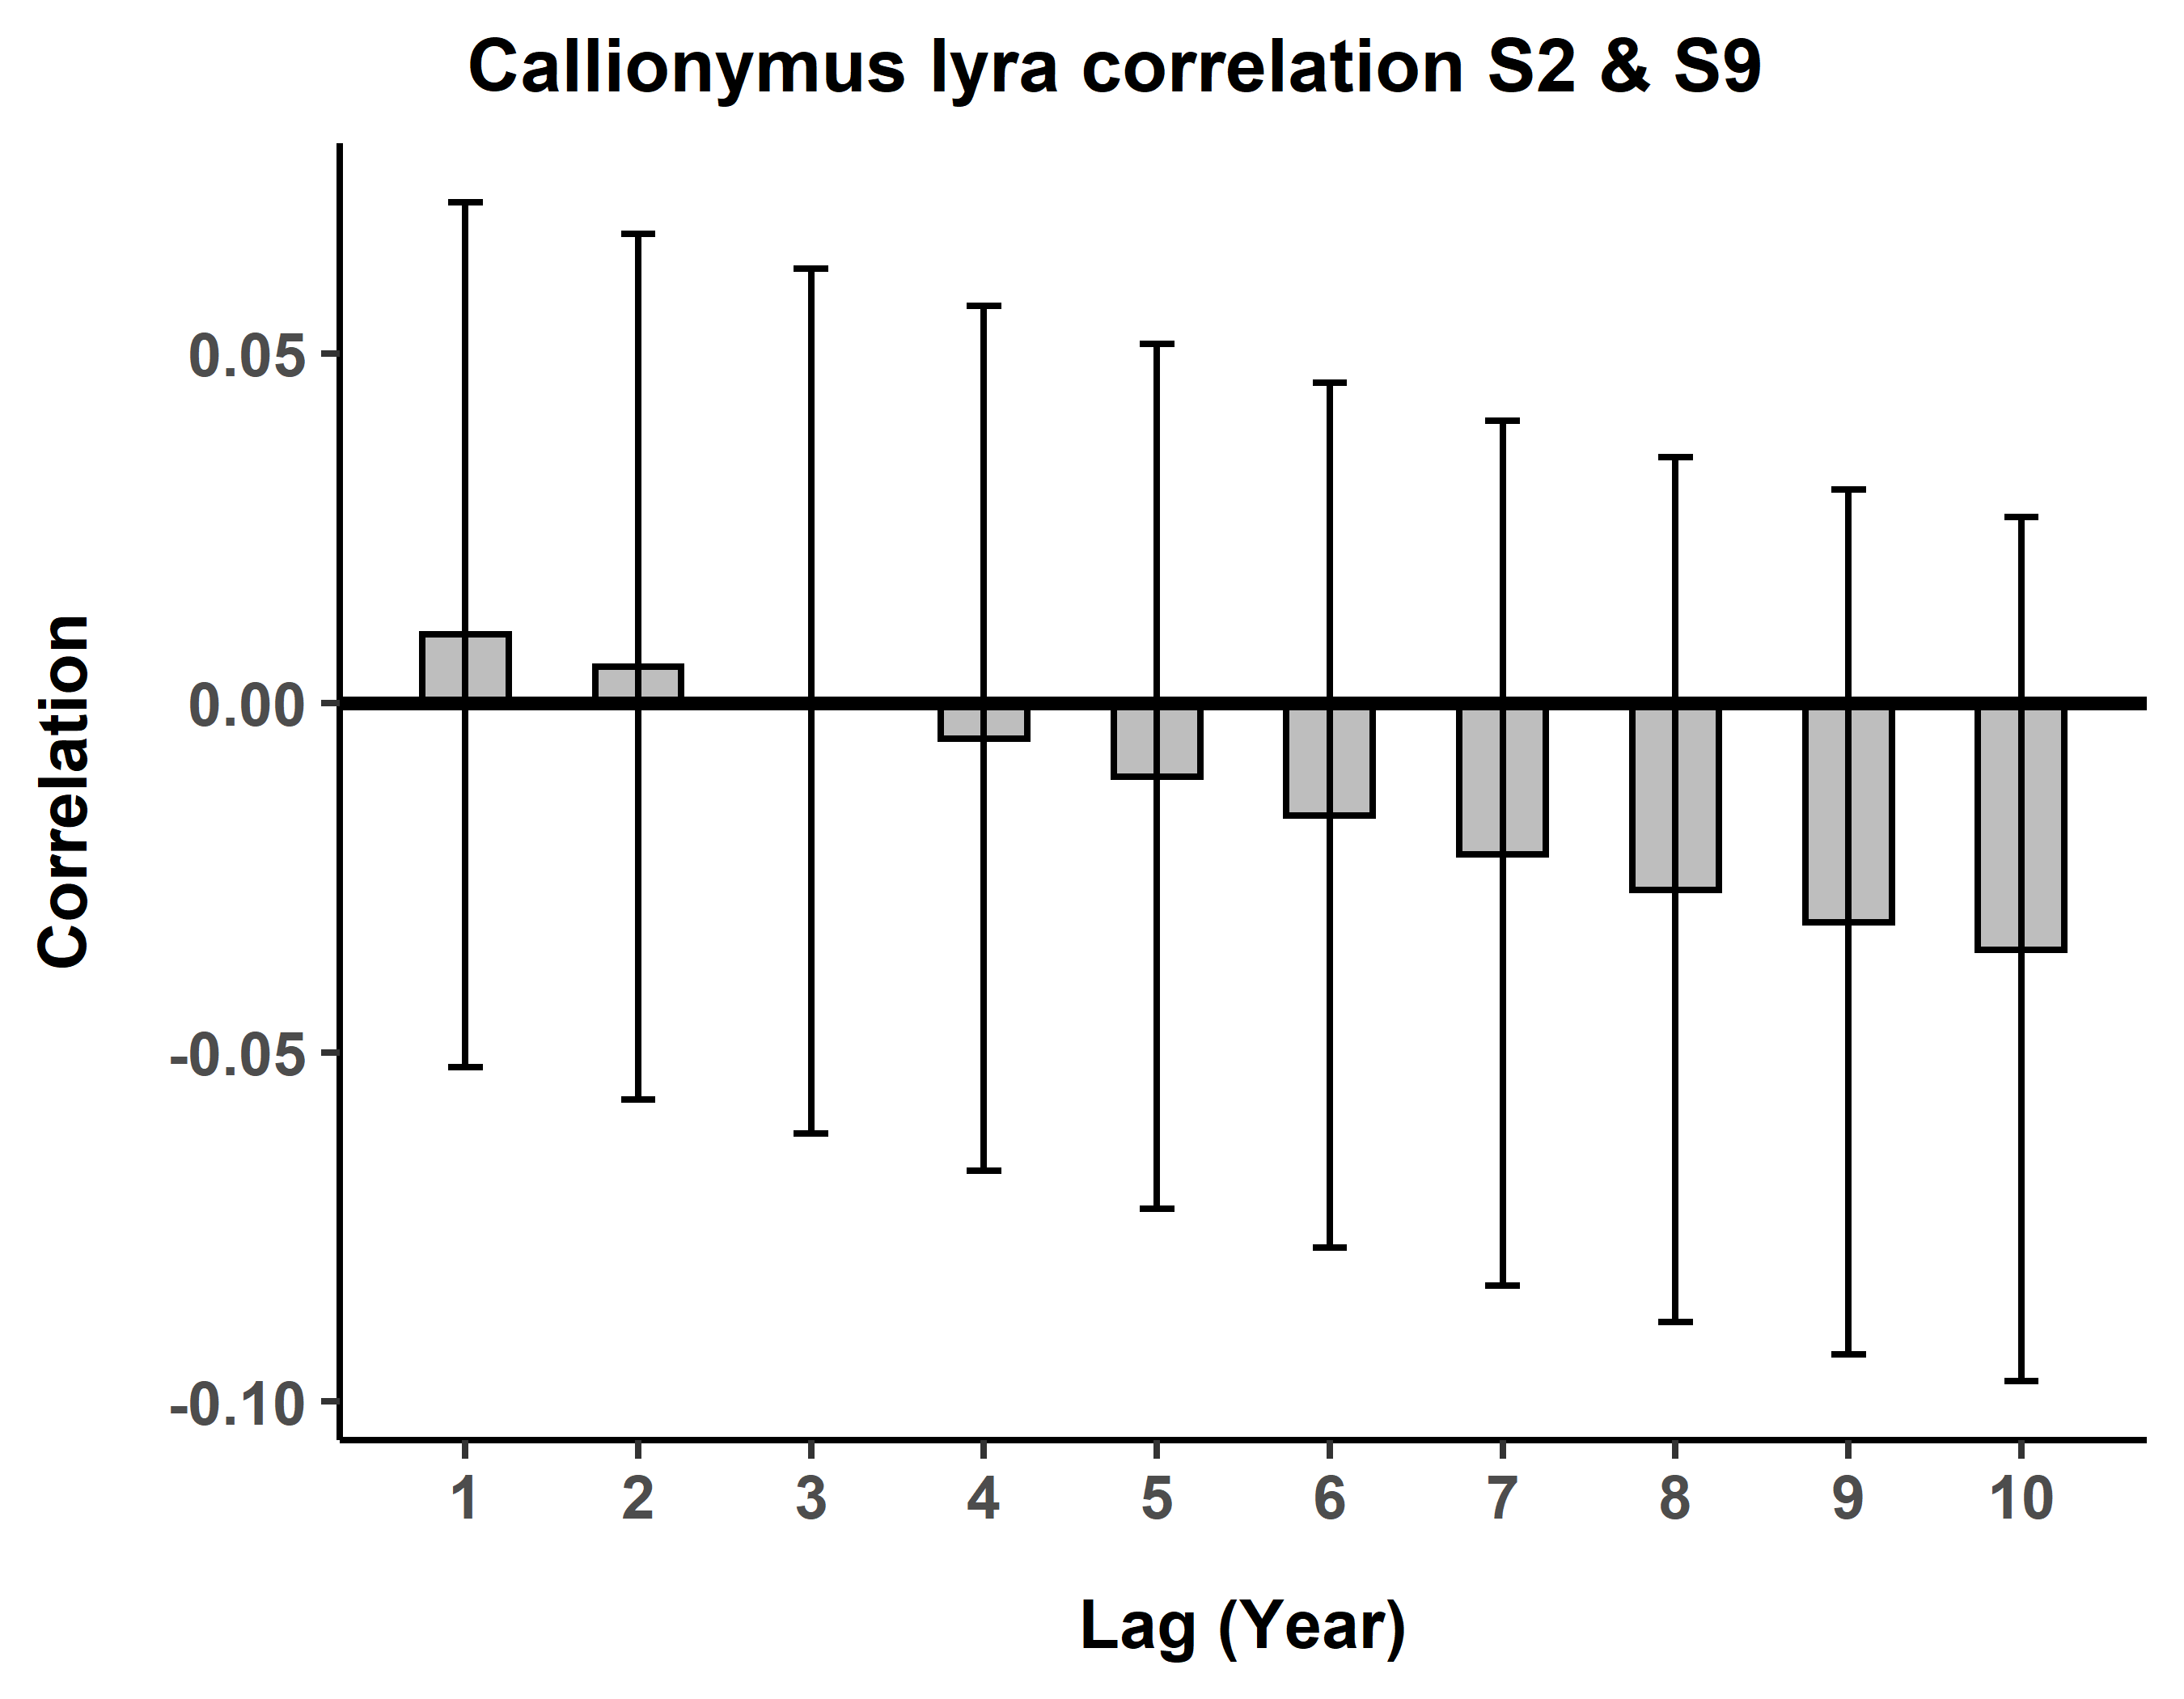 Callionymus lyra correlation S2 & S9
Correlation
0.05
0.00
-0.05
-0.10
1 2 3 4 5 6 7 8 9 10
Lag (Year)